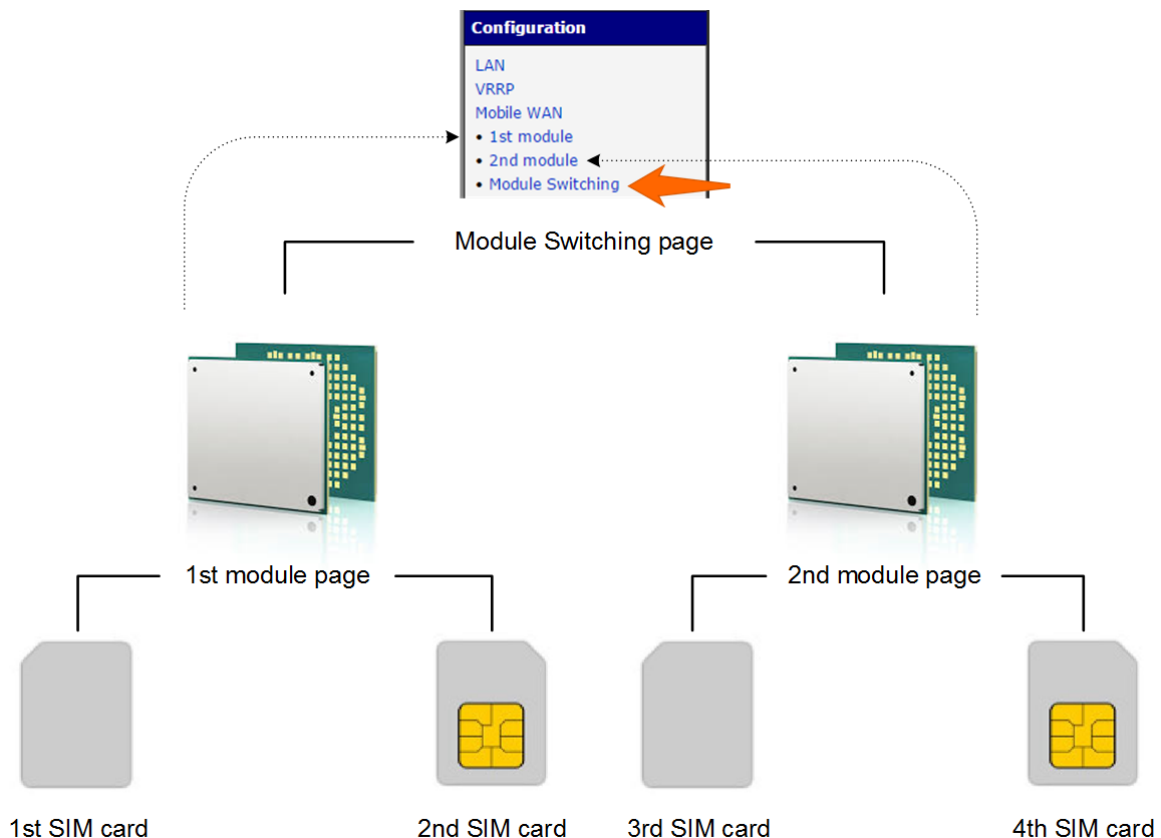 Configuration
LAN
VRRP
Mobile WAN
• 1st module
• 2nd module
• Module Switching
Module Switching page
1st module page
2nd module page
1st SIM card
2nd SIM card
3rd SIM card
4th SIM card